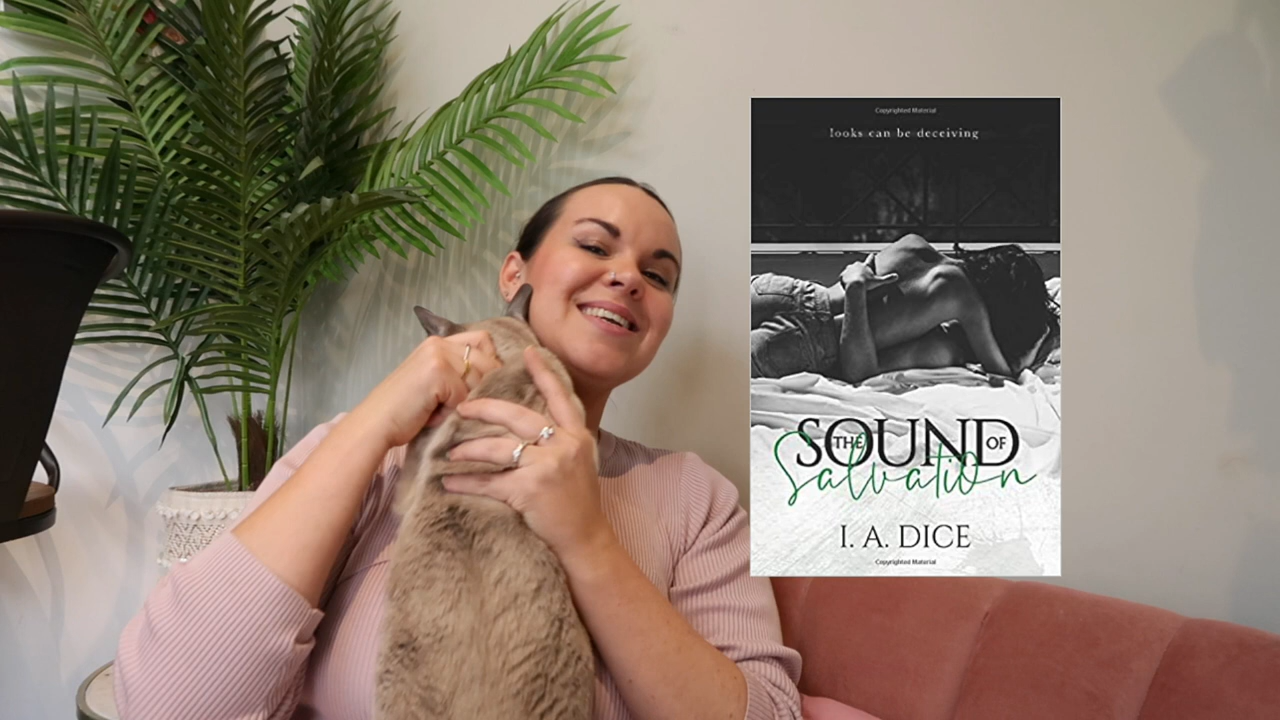 Copyrighted Material
looks can be deceiving
THE SOUND OF
Salvation
I. A. DICE
Copyrighted Material